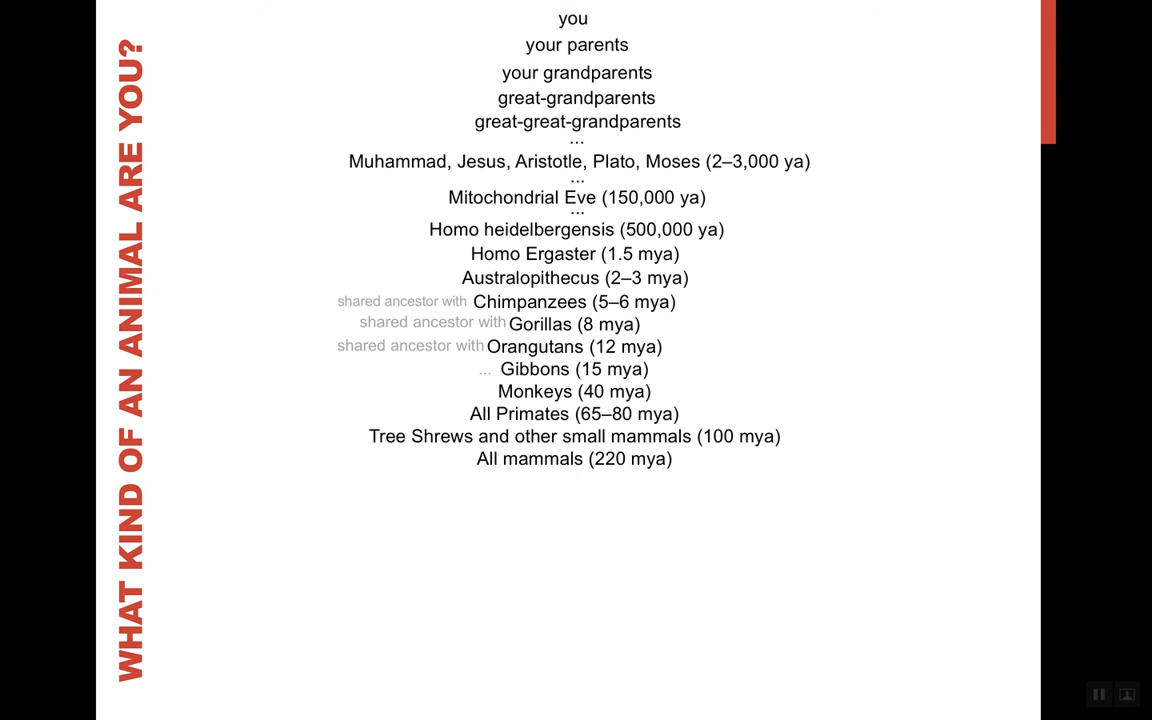 WHAT KIND OF AN ANIMAL ARE YOU?
you
your parents
your grandparents
great-grandparents
great-great-grandparents
...
Muhammad, Jesus, Aristotle, Plato, Moses (2–3,000 ya)
...
Mitochondrial Eve (150,000 ya)
...
Homo heidelbergensis (500,000 ya)
Homo Ergaster (1.5 mya)
Australopithecus (2–3 mya)
shared ancestor with Chimpanzees (5–6 mya)
shared ancestor with Gorillas (8 mya)
shared ancestor with Orangutans (12 mya)
... Gibbons (15 mya)
Monkeys (40 mya)
All Primates (65–80 mya)
Tree Shrews and other small mammals (100 mya)
All mammals (220 mya)